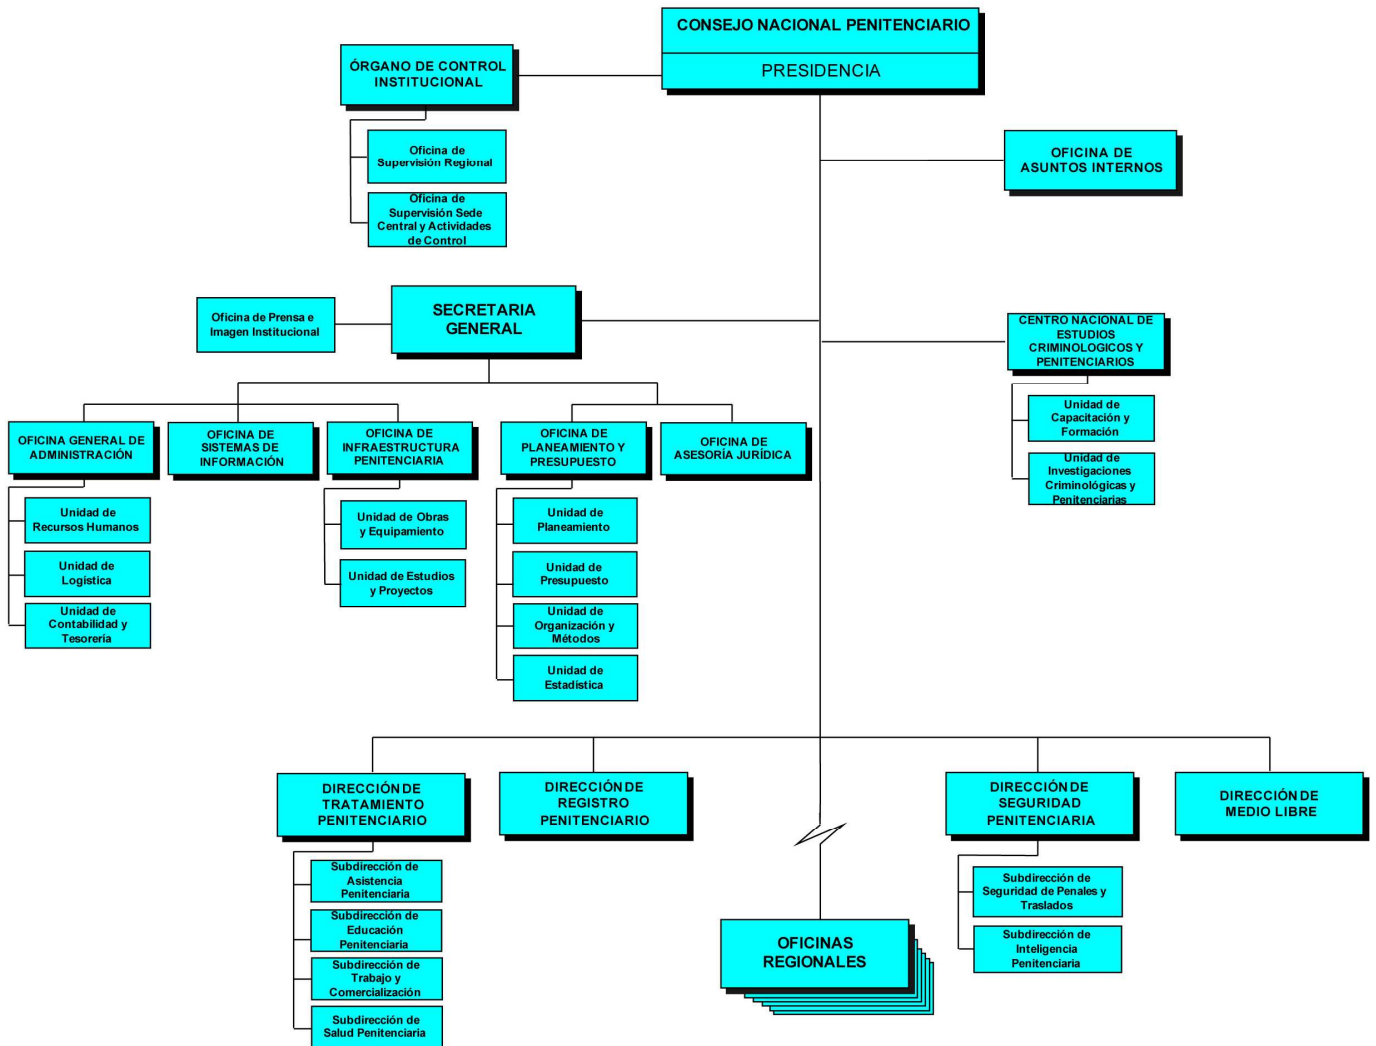 CONSEJO NACIONAL PENITENCIARIO
PRESIDENCIA
ÓRGANO DE CONTROL
INSTITUCIONAL
Oficina de
Supervisión Regional
Oficina de
Supervisión Sede
Central y Actividades
de Control
OFICINA DE
ASUNTOS INTERNOS
Oficina de Prensa e
Imagen Institucional
SECRETARIA
GENERAL
CENTRO NACIONAL DE
ESTUDIOS
CRIMINOLOGICOS Y
PENITENCIARIOS
Unidad de
Capacitación y
Formación
Unidad de
Investigaciones
Criminológicas y
Penitenciarias
OFICINA GENERAL DE
ADMINISTRACIÓN
OFICINA DE
SISTEMAS DE
INFORMACIÓN
OFICINA DE
INFRAESTRUCTURA
PENITENCIARIA
OFICINA DE
PLANEAMIENTO Y
PRESUPUESTO
OFICINA DE
ASESORÍA JURÍDICA
Unidad de
Recursos Humanos
Unidad de
Logística
Unidad de
Contabilidad y
Tesorería
Unidad de Obras
y Equipamiento
Unidad de Estudios
y Proyectos
Unidad de
Planeamiento
Unidad de
Presupuesto
Unidad de
Organización y
Métodos
Unidad de
Estadística
DIRECCIÓN DE
TRATAMIENTO
PENITENCIARIO
DIRECCIÓN DE
REGISTRO
PENITENCIARIO
DIRECCIÓN DE
SEGURIDAD
PENITENCIARIA
DIRECCIÓN DE
MEDIO LIBRE
Subdirección de
Asistencia
Penitenciaria
Subdirección de
Educación
Penitenciaria
Subdirección de
Trabajo y
Comercialización
Subdirección de
Salud Penitenciaria
OFICINAS
REGIONALES
Subdirección de
Seguridad de Penales y
Traslados
Subdirección de
Inteligencia
Penitenciaria